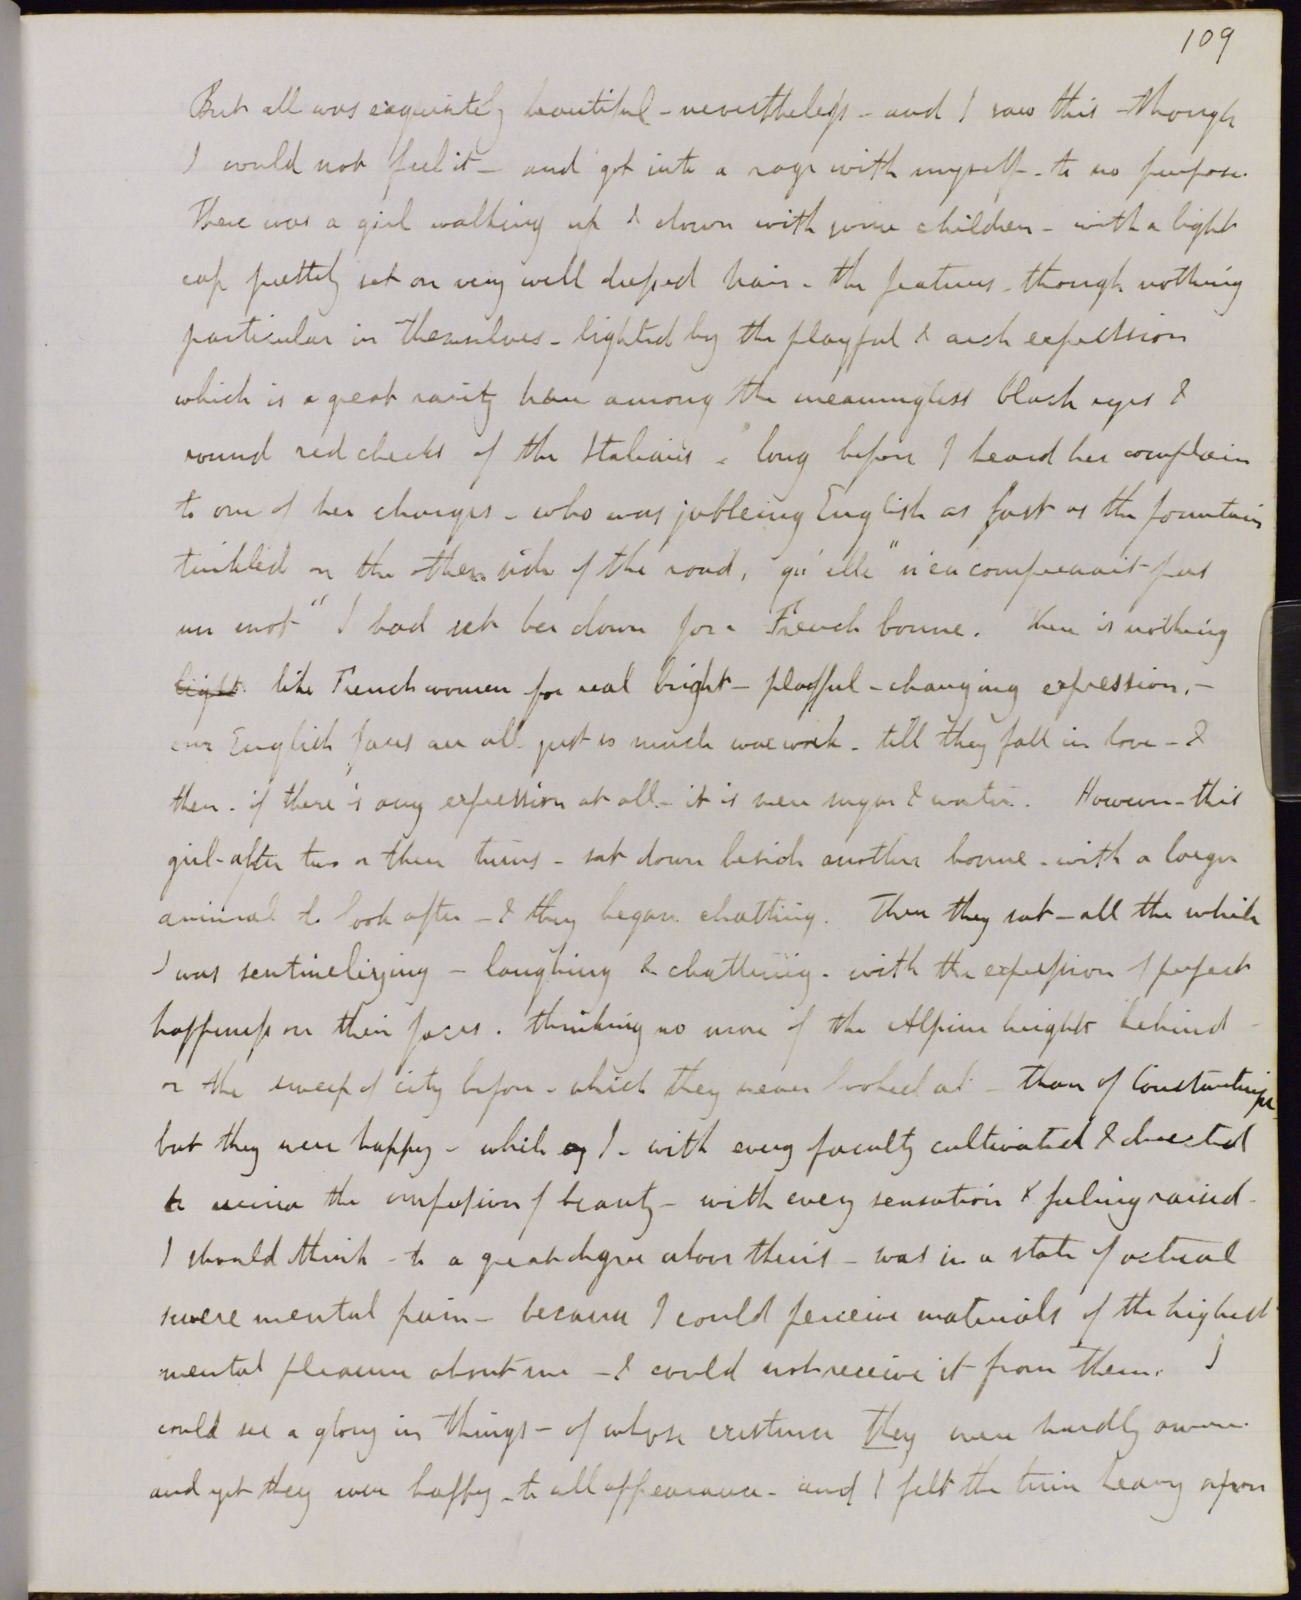 109
But all was exquisitely beautiful - nevertheless - and I saw this - though
I could not feel it - and got into a rage with myself - to no purpose.
There was a girl walking up & down with some children - with a light
cap prettily set on very well dressed hair - the features - though nothing
particular in themselves - lighted by the playful & arch expression
which is a great rarity here among the meaningless black eyes &
round red cheeks of the Italians - long before I heard her complain
to one of her charges - who was jabbering English as fast as the fountain
tinkled on the other side of the road, qu'elle "n'en comprenait pas
un mot" I had set her down for a French bonne. There is nothing
light like French women for real bright - playful - changing expression. -
our English faces are all just so much waxwork - till they fall in love - &
then - if there is any expression at all - it is mere sugar & water. However - this
girl - after two or three turns - sat down beside another bonne - with a larger
animal to look after - & they began chatting. There they sat - all the while
I was sentinelizing - laughing & chattering - with the expression of perfect
happiness on their faces. thinking no more of the Alpine heights behind -
or the sweep of city before - which they never looked at - than of Constantinople
but they were happy - while I - with every faculty cultivated & directed
to receive the impression of beauty - with every sensation & feeling raised -
I should think - to a great degree above theirs - was in a state of actual
severe mental pain - because I could perceive materials of the highest
mental pleasure about me - & could not receive it from them. I
could see a glory in things - of whose existence they were hardly aware.
and yet they were happy - to all appearance - and I felt the time heavy upon